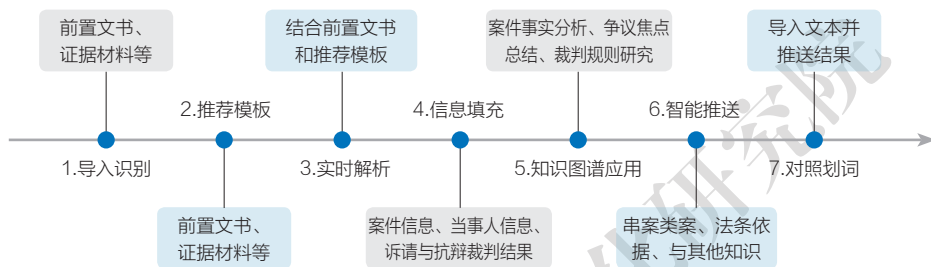 前置文书、
证据材料等
结合前置文书
和推荐模板
案件事实分析、争议焦点
总结、裁判规则研究
导入文本并
推送结果
2.推荐模板
4.信息填充
6.智能推送
1.导入识别
3.实时解析
5.知识图谱应用
7.对照划词
前置文书、
证据材料等
案件信息、当事人信息、
诉请与抗辩裁判结果
串案类案、法条依
据、与其他知识
研究院